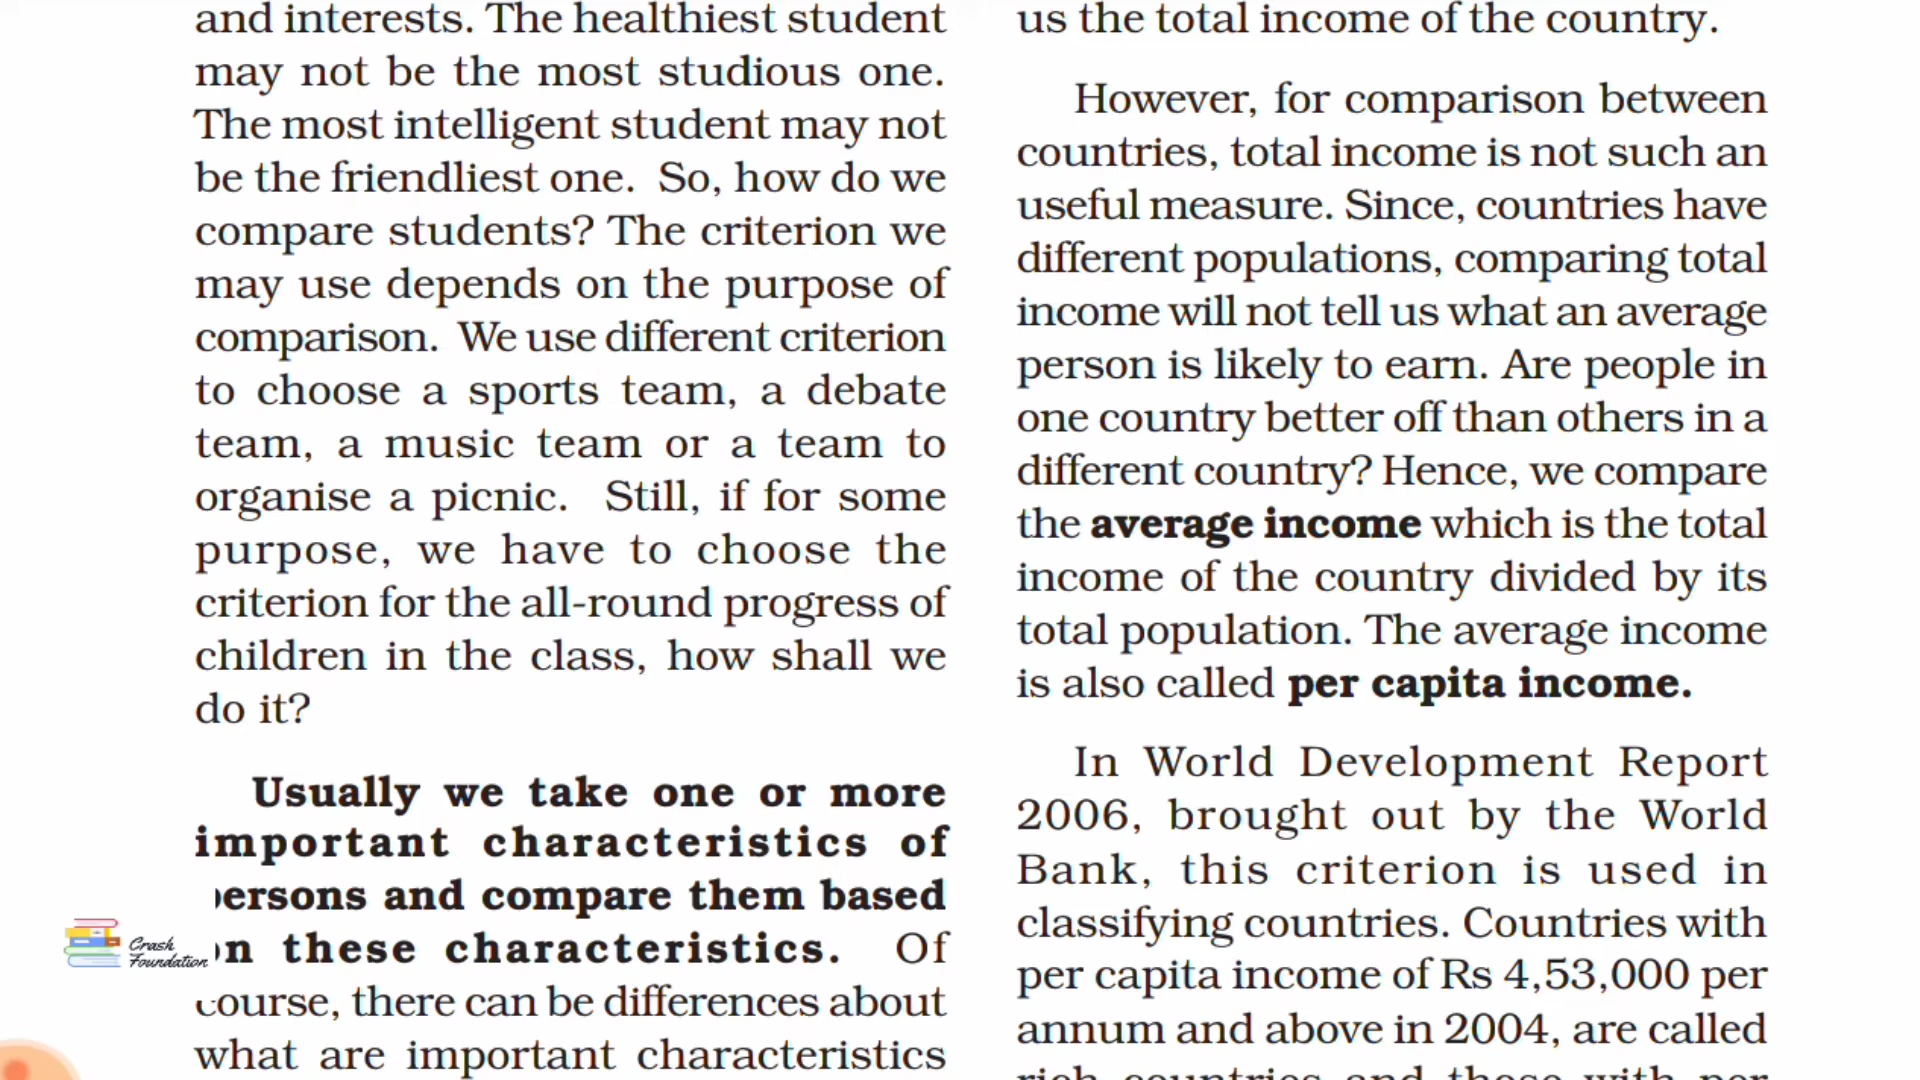 and interests. The healthiest student
may not be the most studious one.
The most intelligent student may not
be the friendliest one. So, how do we
compare students? The criterion we
may use depends on the purpose of
comparison. We use different criterion
to choose a sports team, a debate
team, a music team or a team to
organise a picnic. Still, if for some
purpose, we have to choose the
criterion for the all-round progress of
children in the class, how shall we
do it?
Usually we take one or more
important characteristics of
persons and compare them based
on these characteristics. Of
course, there can be differences about
what are important characteristics
us the total income of the country.
However, for comparison between
countries, total income is not such an
useful measure. Since, countries have
different populations, comparing total
income will not tell us what an average
person is likely to earn. Are people in
one country better off than others in a
different country? Hence, we compare
the average income which is the total
income of the country divided by its
total population. The average income
is also called per capita income.
In World Development Report
2006, brought out by the World
Bank, this criterion is used in
classifying countries. Countries with
per capita income of Rs 4,53,000 per
annum and above in 2004, are called
rich countries and those with per
Crash
Foundation